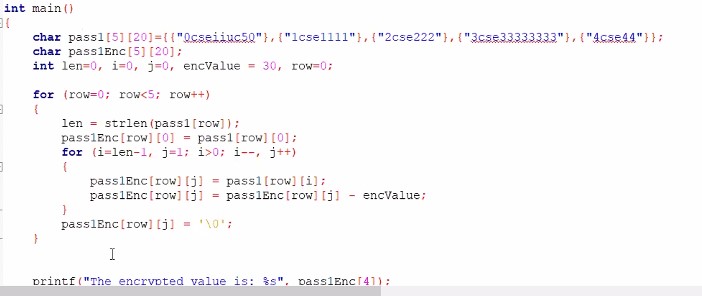 int main()
{
    char pass1[5][20]={{"0cseiiuc50"},{"1cse1111"},{"2cse222"},{"3cse33333333"},{"4cse44"}};
    char pass1Enc[5][20];
    int len=0, i=0, j=0, encValue = 30, row=0;
    for (row=0; row<5; row++)
    {
        len = strlen(pass1[row]);
        pass1Enc[row][0] = pass1[row][0];
        for (i=len-1, j=1; i>0; i--, j++)
        {
            pass1Enc[row][j] = pass1[row][i];
            pass1Enc[row][j] = pass1Enc[row][j] - encValue;
        }
        pass1Enc[row][j] = '\0';
    }
    printf("The encrypted value is: %s", pass1Enc[4]);